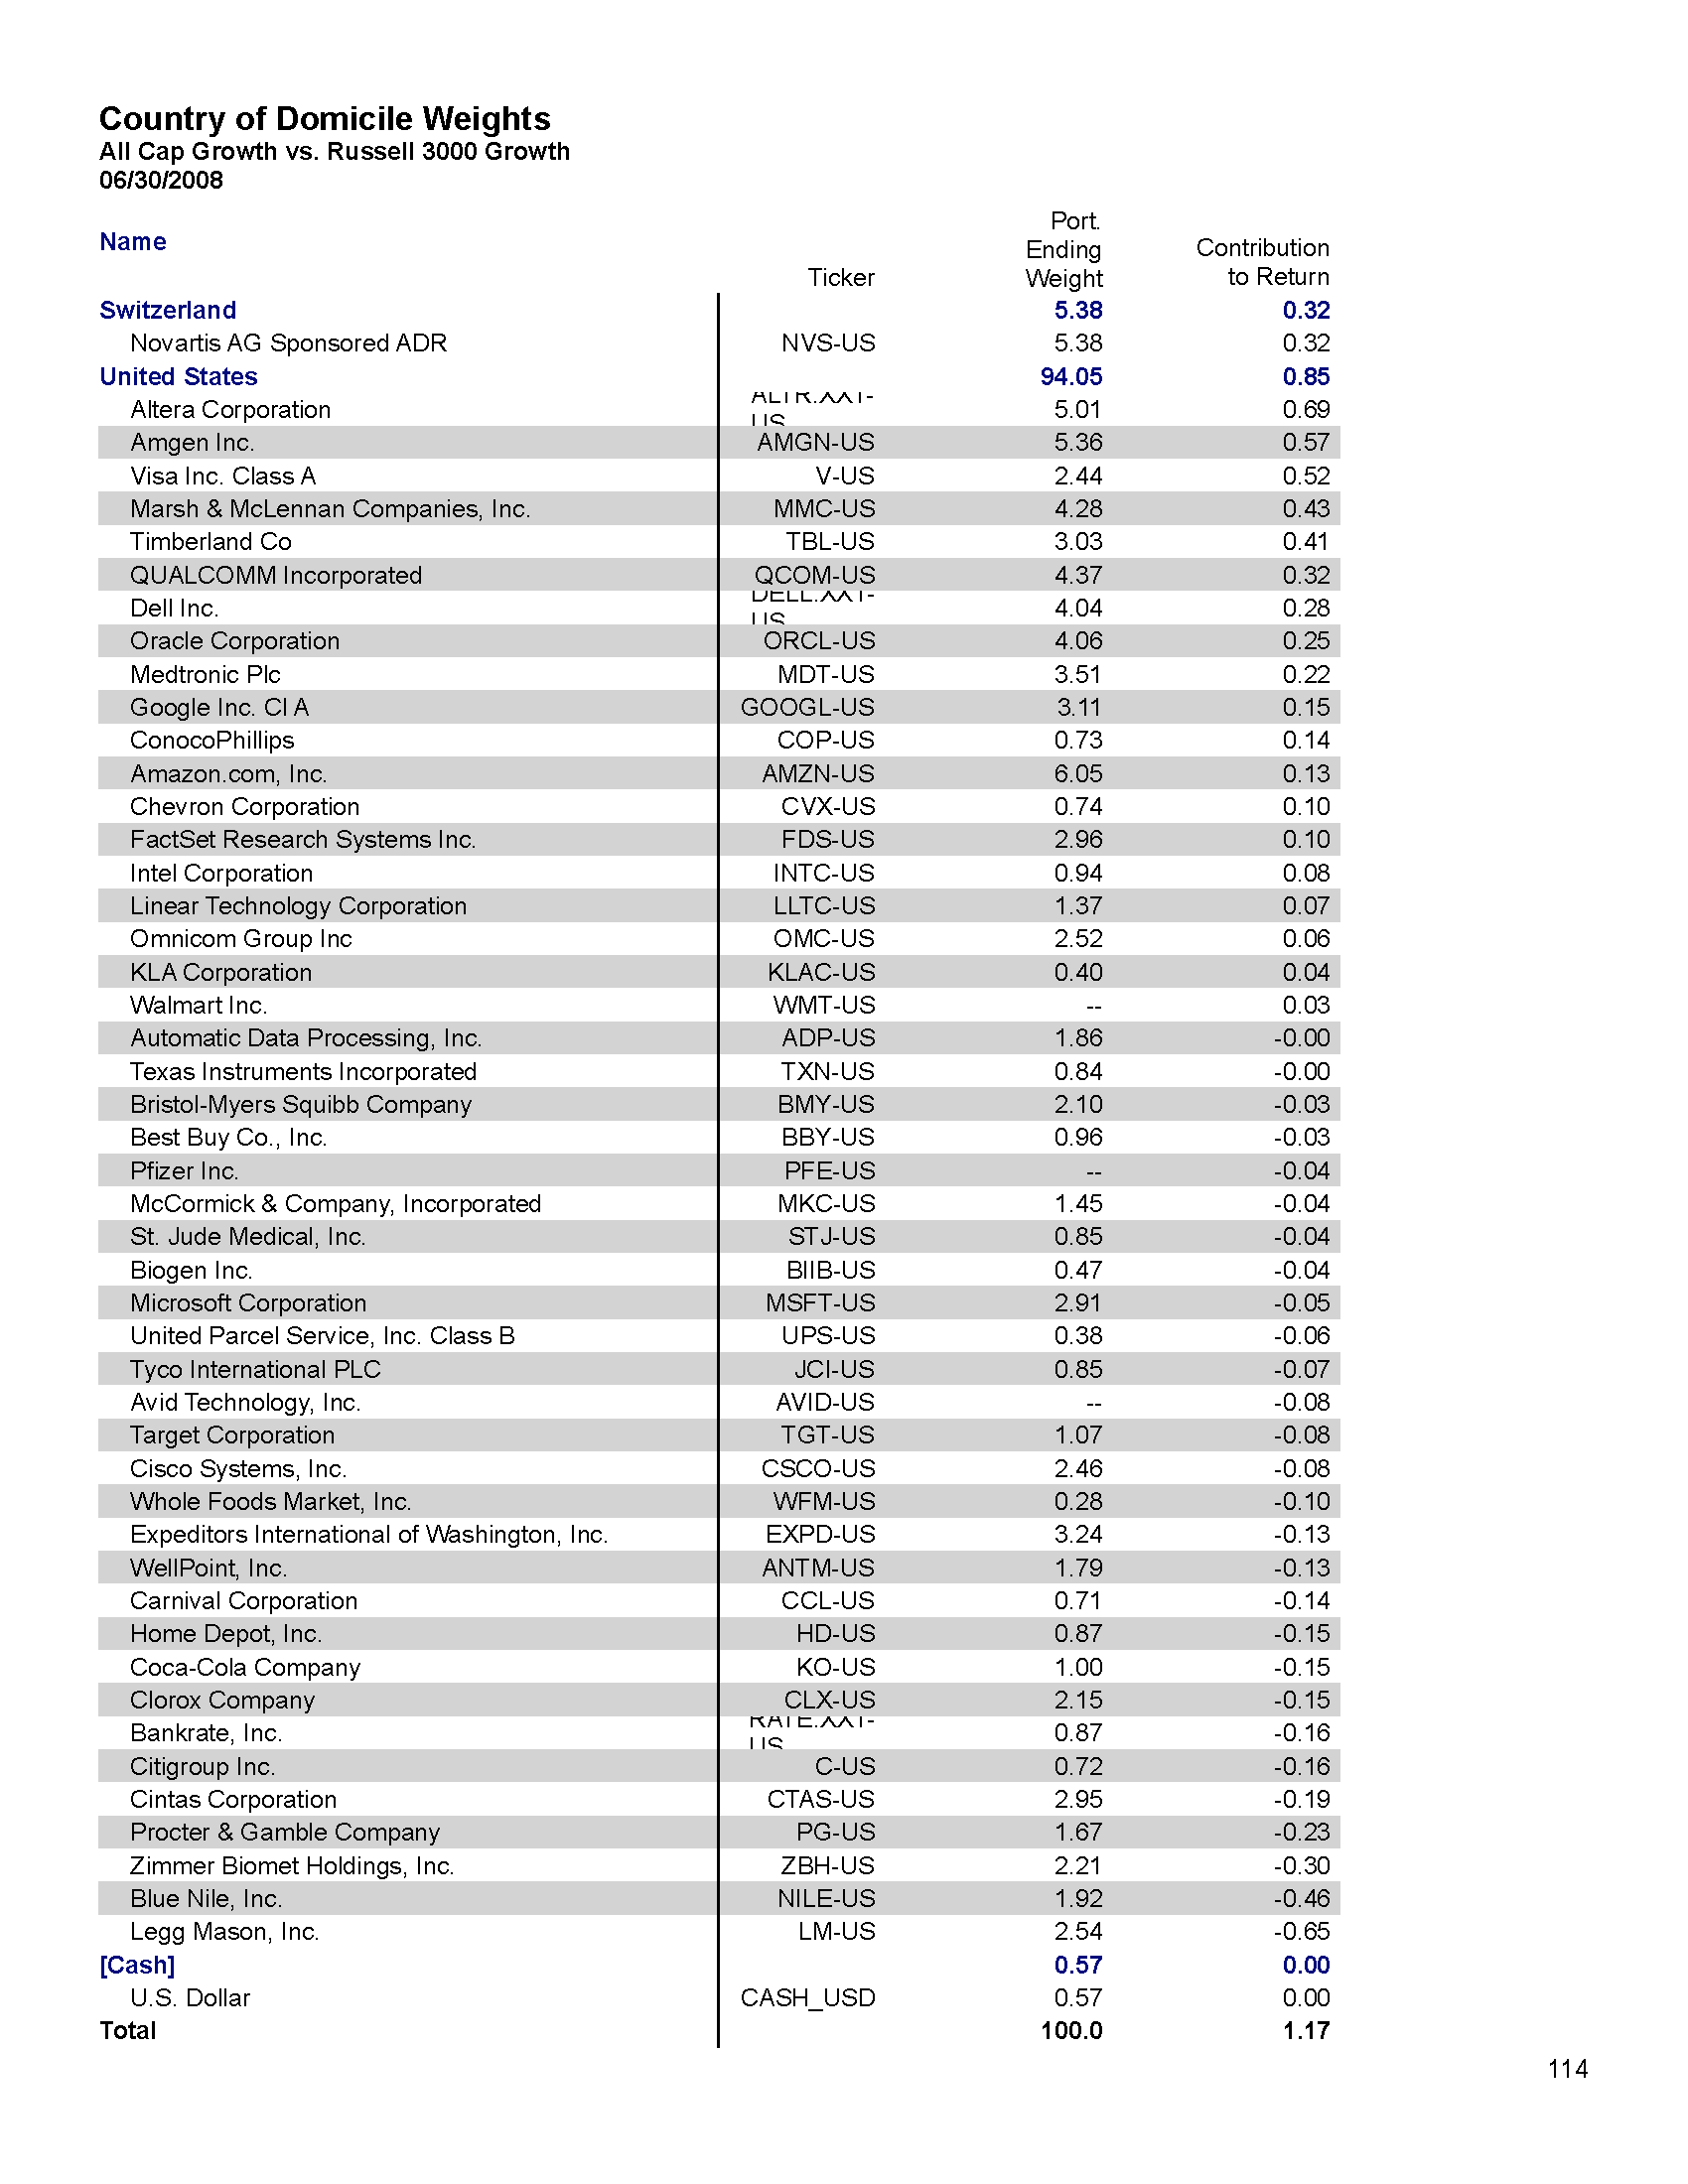 Country of Domicile Weights
All Cap Growth vs. Russell 3000 Growth
06/30/2008
Name Ticker Port. Ending Weight Contribution to Return
Switzerland 5.38 0.32
Novartis AG Sponsored ADR NVS-US 5.38 0.32
United States 94.05 0.85
Altera Corporation ALTR.XX1-US 5.01 0.69
Amgen Inc. AMGN-US 5.36 0.57
Visa Inc. Class A V-US 2.44 0.52
Marsh & McLennan Companies, Inc. MMC-US 4.28 0.43
Timberland Co TBL-US 3.03 0.41
QUALCOMM Incorporated QCOM-US 4.37 0.32
Dell Inc. DELL.XX1-US 4.04 0.28
Oracle Corporation ORCL-US 4.06 0.25
Medtronic Plc MDT-US 3.51 0.22
Google Inc. Cl A GOOGL-US 3.11 0.15
ConocoPhillips COP-US 0.73 0.14
Amazon.com, Inc. AMZN-US 6.05 0.13
Chevron Corporation CVX-US 0.74 0.10
FactSet Research Systems Inc. FDS-US 2.96 0.10
Intel Corporation INTC-US 0.94 0.08
Linear Technology Corporation LLTC-US 1.37 0.07
Omnicom Group Inc OMC-US 2.52 0.06
KLA Corporation KLAC-US 0.40 0.04
Walmart Inc. WMT-US -- 0.03
Automatic Data Processing, Inc. ADP-US 1.86 -0.00
Texas Instruments Incorporated TXN-US 0.84 -0.00
Bristol-Myers Squibb Company BMY-US 2.10 -0.03
Best Buy Co., Inc. BBY-US 0.96 -0.03
Pfizer Inc. PFE-US -- -0.04
McCormick & Company, Incorporated MKC-US 1.45 -0.04
St. Jude Medical, Inc. STJ-US 0.85 -0.04
Biogen Inc. BIIB-US 0.47 -0.04
Microsoft Corporation MSFT-US 2.91 -0.05
United Parcel Service, Inc. Class B UPS-US 0.38 -0.06
Tyco International PLC JCI-US 0.85 -0.07
Avid Technology, Inc. AVID-US -- -0.08
Target Corporation TGT-US 1.07 -0.08
Cisco Systems, Inc. CSCO-US 2.46 -0.08
Whole Foods Market, Inc. WFM-US 0.28 -0.10
Expeditors International of Washington, Inc. EXPD-US 3.24 -0.13
WellPoint, Inc. ANTM-US 1.79 -0.13
Carnival Corporation CCL-US 0.71 -0.14
Home Depot, Inc. HD-US 0.87 -0.15
Coca-Cola Company KO-US 1.00 -0.15
Clorox Company CLX-US 2.15 -0.15
Bankrate, Inc. RATE.XX1-US 0.87 -0.16
Citigroup Inc. C-US 0.72 -0.16
Cintas Corporation CTAS-US 2.95 -0.19
Procter & Gamble Company PG-US 1.67 -0.23
Zimmer Biomet Holdings, Inc. ZBH-US 2.21 -0.30
Blue Nile, Inc. NILE-US 1.92 -0.46
Legg Mason, Inc. LM-US 2.54 -0.65
[Cash] 0.57 0.00
U.S. Dollar CASH_USD 0.57 0.00
Total 100.0 1.17
114